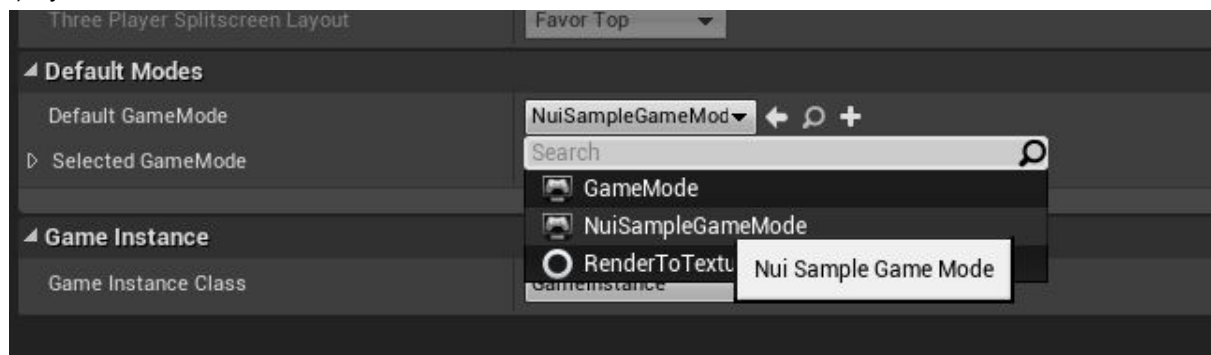 Three Player Splitscreen Layout Favor Top
Default Modes
Default GameMode NuiSampleGameMod
Selected GameMode Search
GameMode
NuiSampleGameMode
Game Instance
RenderToTextu Nui Sample Game Mode
Game Instance Class GameInstance